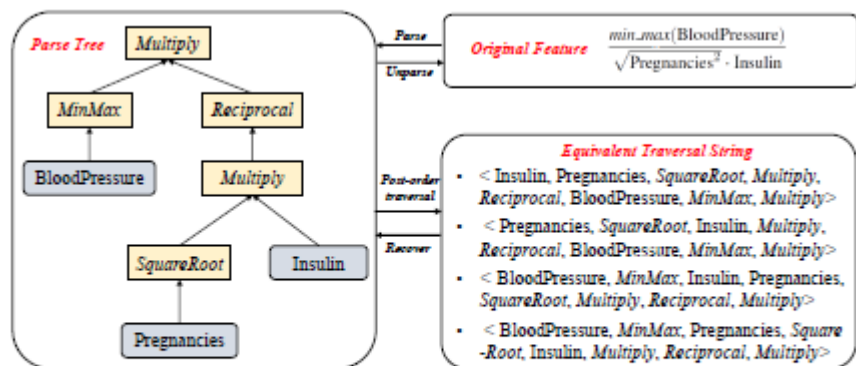 Parse Tree
Multiply
MinMax
Reciprocal
BloodPressure
Multiply
SquareRoot
Insulin
Pregnancies
Parse
Unparse
Post-order
traversal
Recover
Original Feature
min_max(BloodPressure)
√Pregnancies² · Insulin
Equivalent Traversal String
▪ < Insulin, Pregnancies, SquareRoot, Multiply,
Reciprocal, BloodPressure, MinMax, Multiply>
▪ < Pregnancies, SquareRoot, Insulin, Multiply,
Reciprocal, BloodPressure, MinMax, Multiply>
▪ < BloodPressure, MinMax, Insulin, Pregnancies,
SquareRoot, Multiply, Reciprocal, Multiply>
▪ < BloodPressure, MinMax, Pregnancies, Square
-Root, Insulin, Multiply, Reciprocal, Multiply>